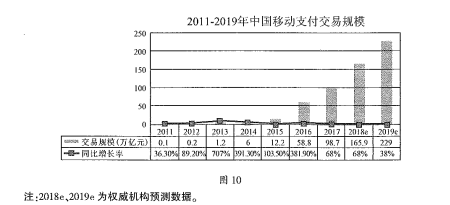 2011-2019年中国移动支付交易规模
250
200
150
100
50
0
2011 2012 2013 2014 2015 2016 2017 2018e 2019e
交易规模(万亿元) 0.1 0.2 1.2 6 12.2 58.8 98.7 165.9 229
同比增长率 36.30% 89.20% 707% 391.30% 103.50% 381.90% 68% 68% 38%
图 10
注:2018e、2019e 为权威机构预测数据。